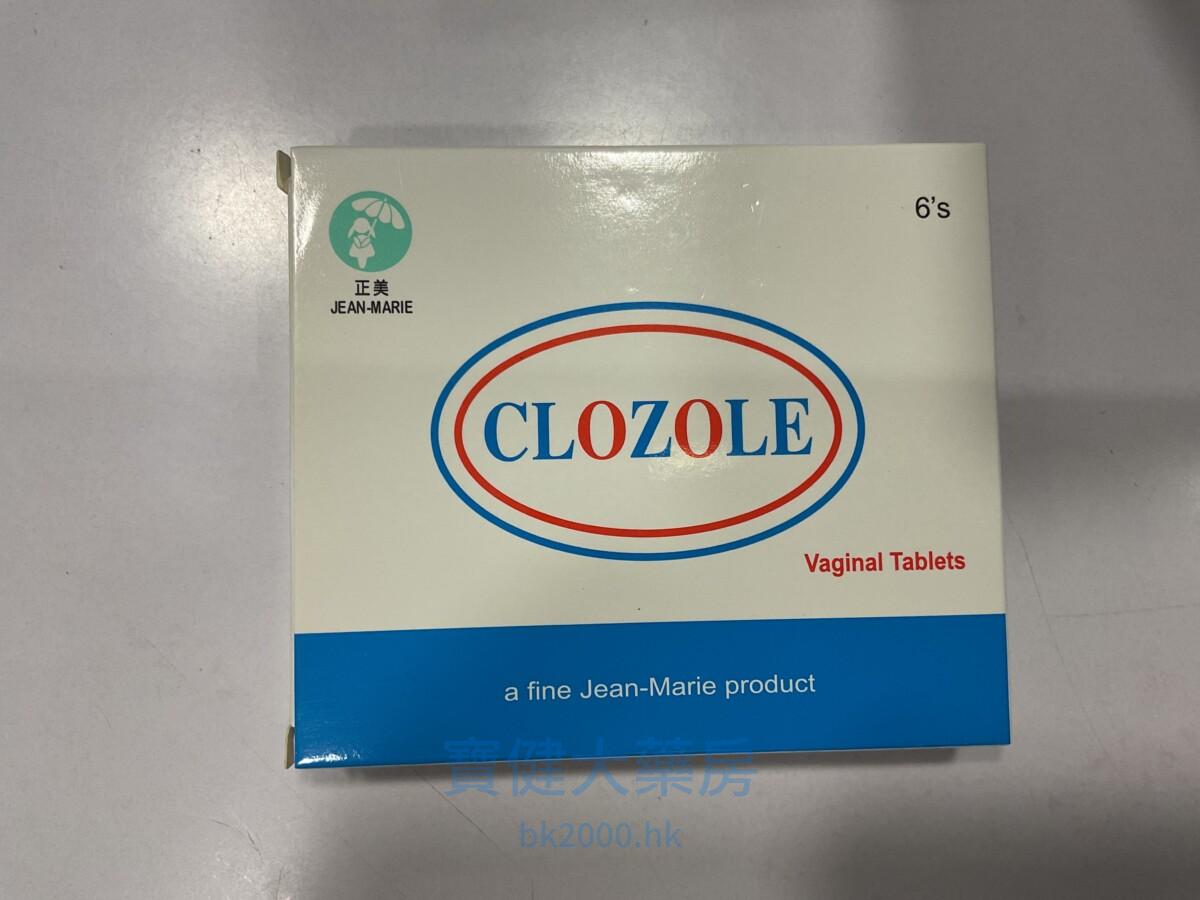 6's
正美
JEAN-MARIE
CLOZOLE
Vaginal Tablets
a fine Jean-Marie product
寶健大藥房
bk2000.hk